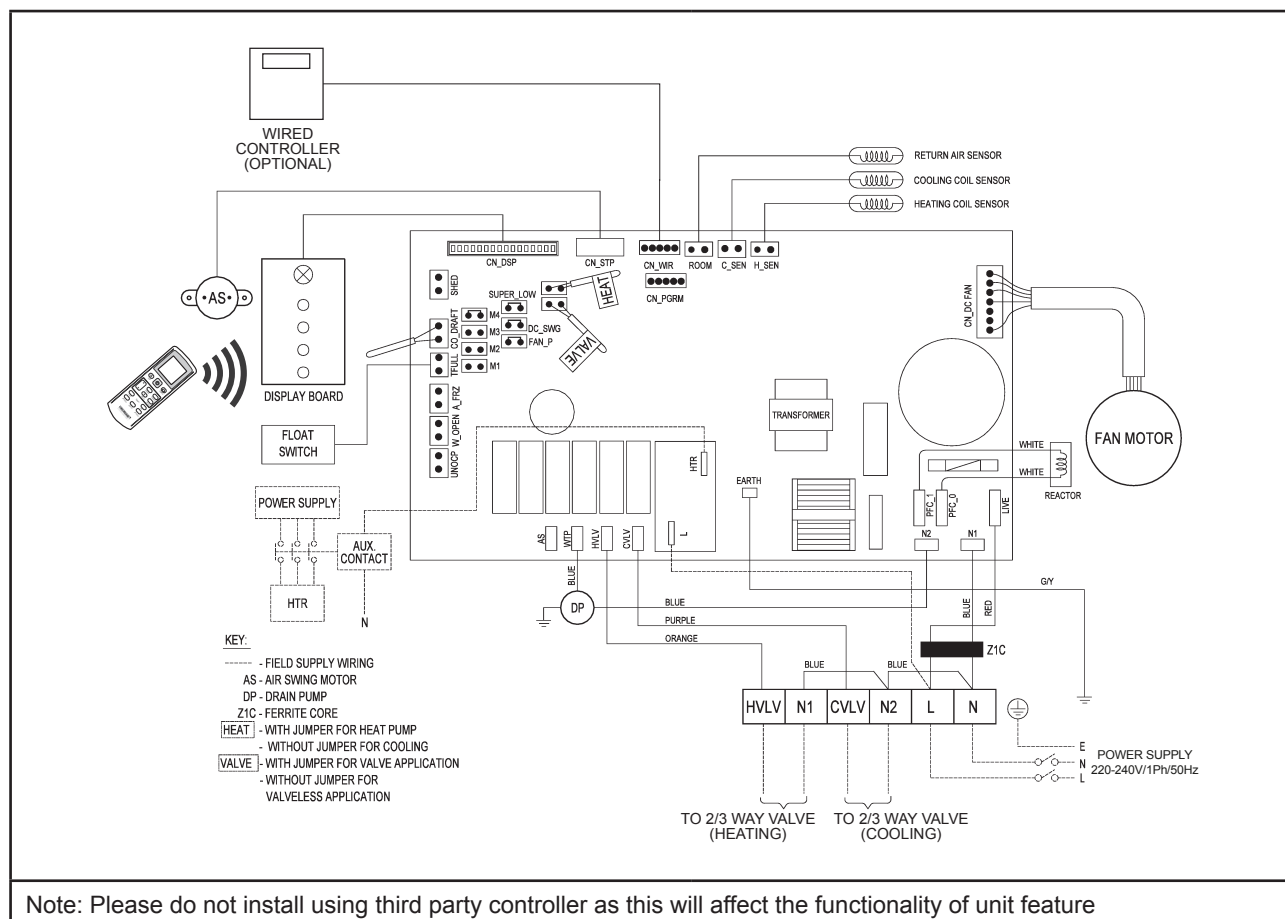 WIRED
CONTROLLER
(OPTIONAL)
RETURN AIR SENSOR
COOLING COIL SENSOR
HEATING COIL SENSOR
CN_DSP
CN_STP
CN_WIR
ROOM
C_SEN
H_SEN
CN_PGRM
SHED
SUPER_LOW
HEAT
VALVE
CN_DC FAN
AS
CO_DRAFT
M4
M3
M2
M1
DC_SWG
FAN_P
TFULL
A_FRZ
W_OPEN
UNOCP
DISPLAY BOARD
FLOAT
SWITCH
TRANSFORMER
FAN MOTOR
WHITE
WHITE
REACTOR
HTR
L
EARTH
PFC_1
PFC_0
LIVE
N2
N1
POWER SUPPLY
AUX.
CONTACT
HTR
N
AS
WTP
HVLV
CVLV
BLUE
DP
BLUE
PURPLE
ORANGE
G/Y
BLUE
RED
Z1C
BLUE
BLUE
HVLV N1 CVLV N2 L N
E
N
L
POWER SUPPLY
220-240V/1Ph/50Hz
TO 2/3 WAY VALVE
(HEATING)
TO 2/3 WAY VALVE
(COOLING)
KEY:
------ - FIELD SUPPLY WIRING
AS - AIR SWING MOTOR
DP - DRAIN PUMP
Z1C - FERRITE CORE
HEAT - WITH JUMPER FOR HEAT PUMP
- WITHOUT JUMPER FOR COOLING
VALVE - WITH JUMPER FOR VALVE APPLICATION
- WITHOUT JUMPER FOR
VALVELESS APPLICATION
Note: Please do not install using third party controller as this will affect the functionality of unit feature